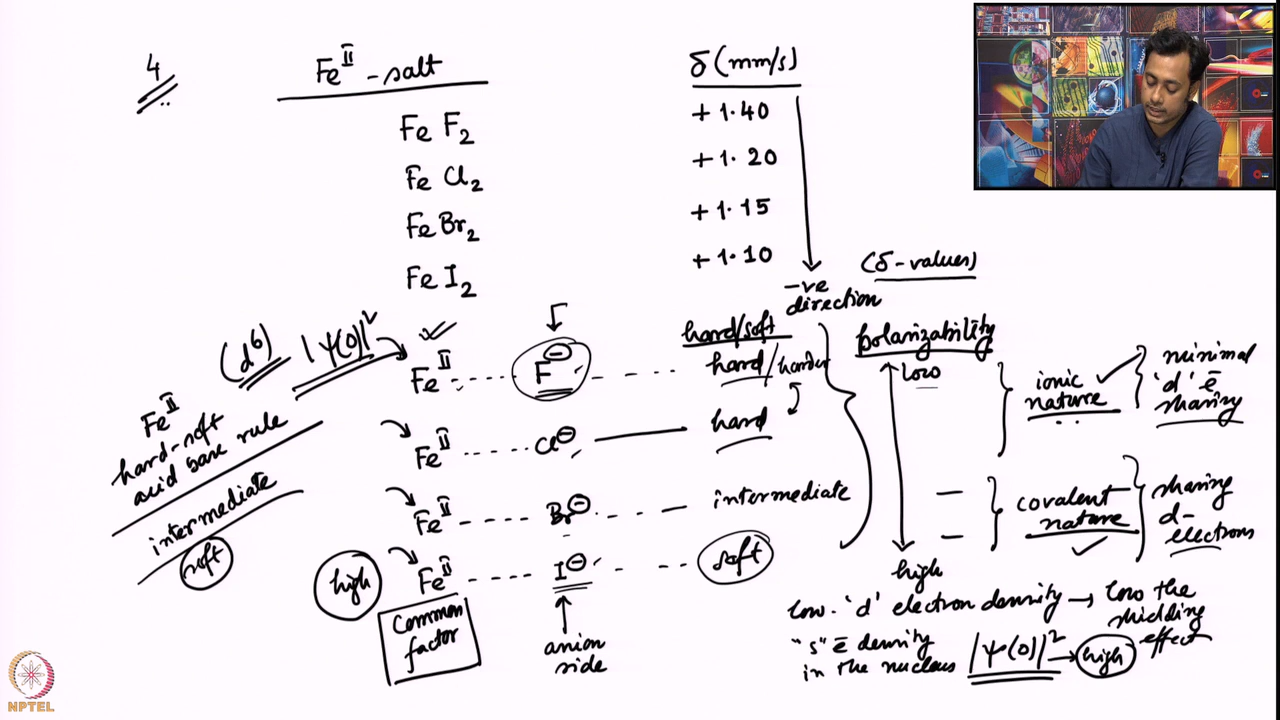 4
Fe II - salt δ (mm/s)
Fe F2 + 1.40
Fe Cl2 + 1.20
Fe Br2 + 1.15
Fe I2 + 1.10
-ve direction (δ-values)
(d6) |Ψ(0)|2
Fe II
hard-soft
acid base rule
intermediate
soft
hard/soft polarizability
Fe II F⊖ hard/harder low
Fe II Cl⊖ hard
Fe II Br⊖ intermediate
high Fe II I⊖ soft high
ionic nature
minimal
'd' ē
sharing
covalent nature
sharing
d-
electrons
common factor
anion side
low 'd' electron density → low the shielding effect
"s" ē density
in the nucleus |Ψ(0)|2 → high
NPTEL